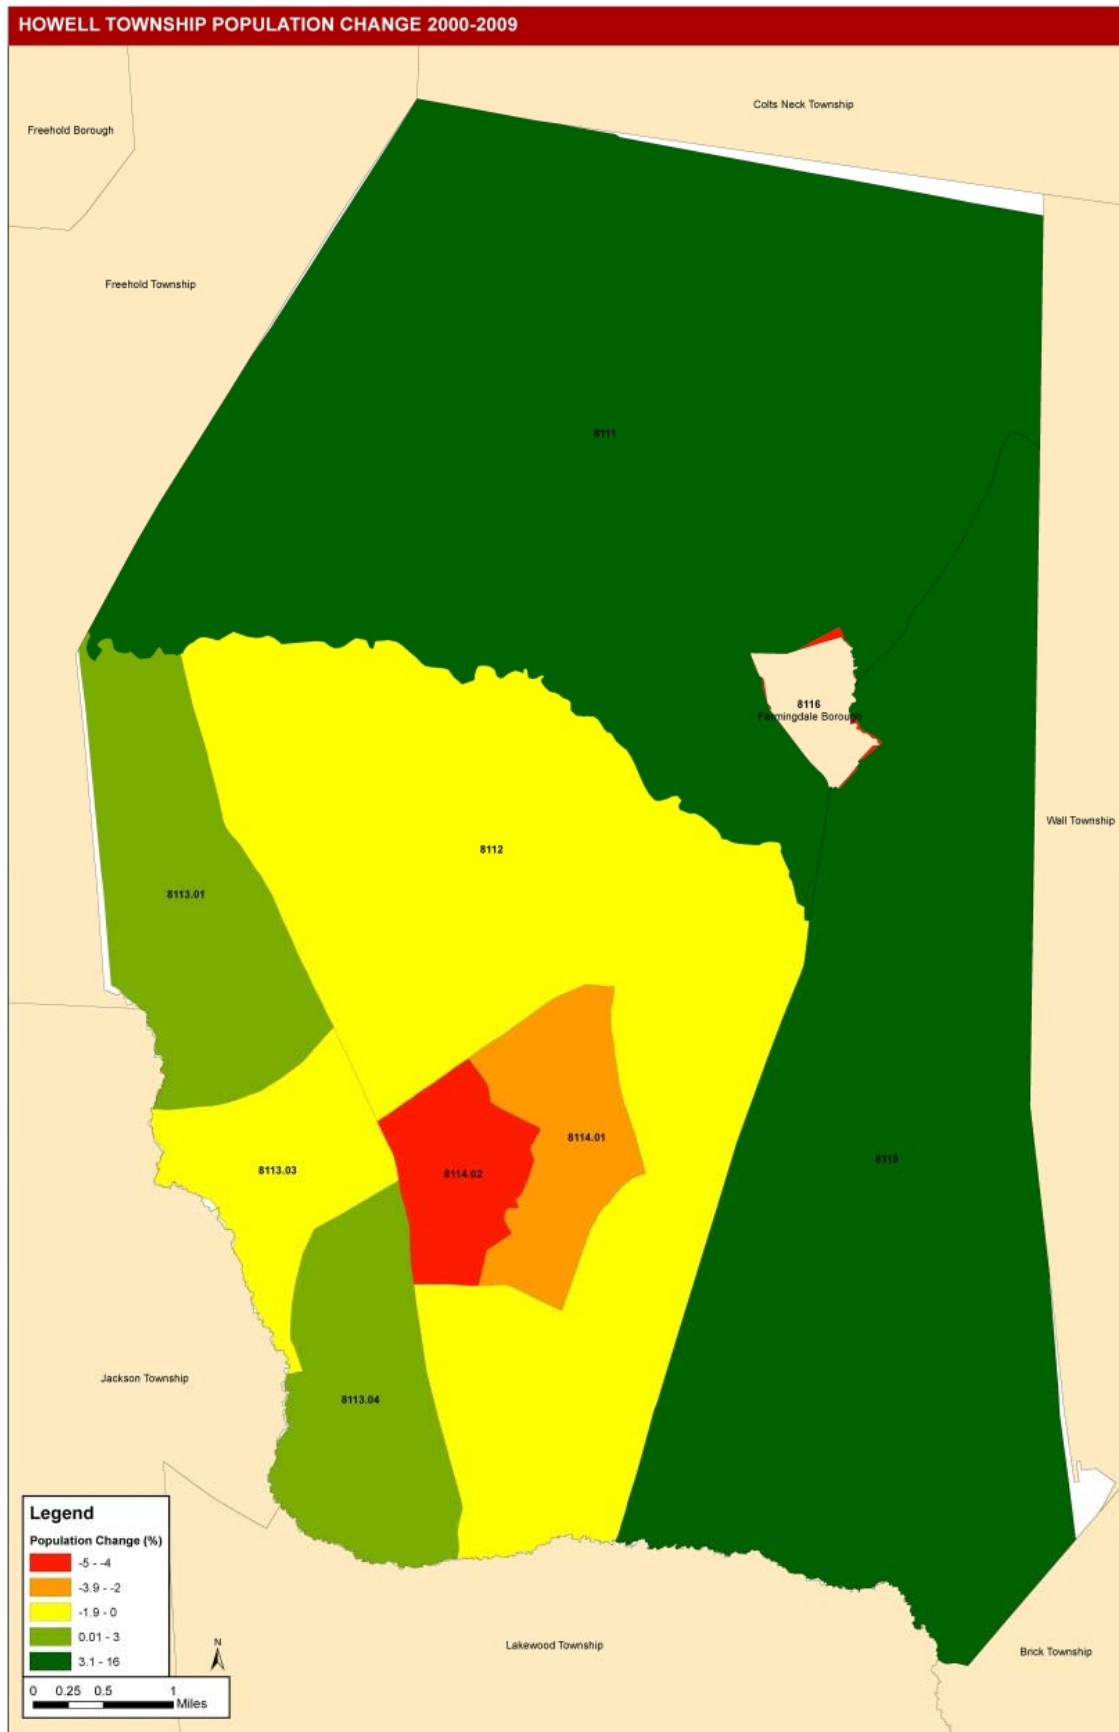 HOWELL TOWNSHIP POPULATION CHANGE 2000-2009
Colts Neck Township
Freehold Borough
Freehold Township
8111
8116
Farmingdale Borough
Wall Township
8112
8113.01
8114.01
8115
8113.03
8114.02
Jackson Township
8113.04
Legend
Population Change (%)
-5 - -4
-3.9 - -2
-1.9 - 0
0.01 - 3
3.1 - 16
N
0 0.25 0.5 1
Miles
Lakewood Township
Brick Township